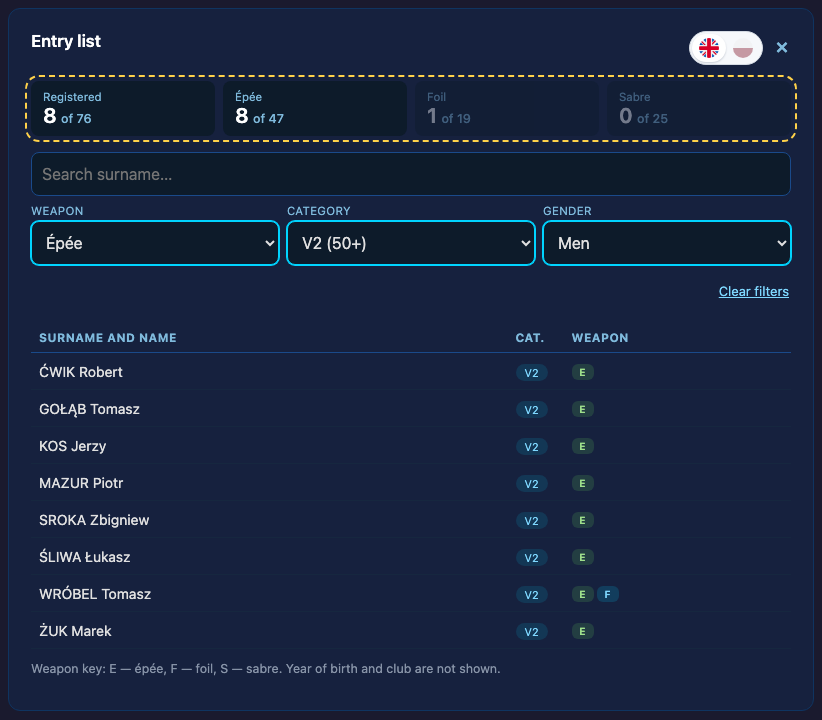 Entry list
✕
Registered Épée Foil Sabre
8 of 76 8 of 47 1 of 19 0 of 25
Search surname...
WEAPON CATEGORY GENDER
Épée V2 (50+) Men
Clear filters
SURNAME AND NAME CAT. WEAPON
ĆWIK Robert V2 E
GOŁĄB Tomasz V2 E
KOS Jerzy V2 E
MAZUR Piotr V2 E
SROKA Zbigniew V2 E
ŚLIWA Łukasz V2 E
WRÓBEL Tomasz V2 E F
ŻUK Marek V2 E
Weapon key: E — épée, F — foil, S — sabre. Year of birth and club are not shown.